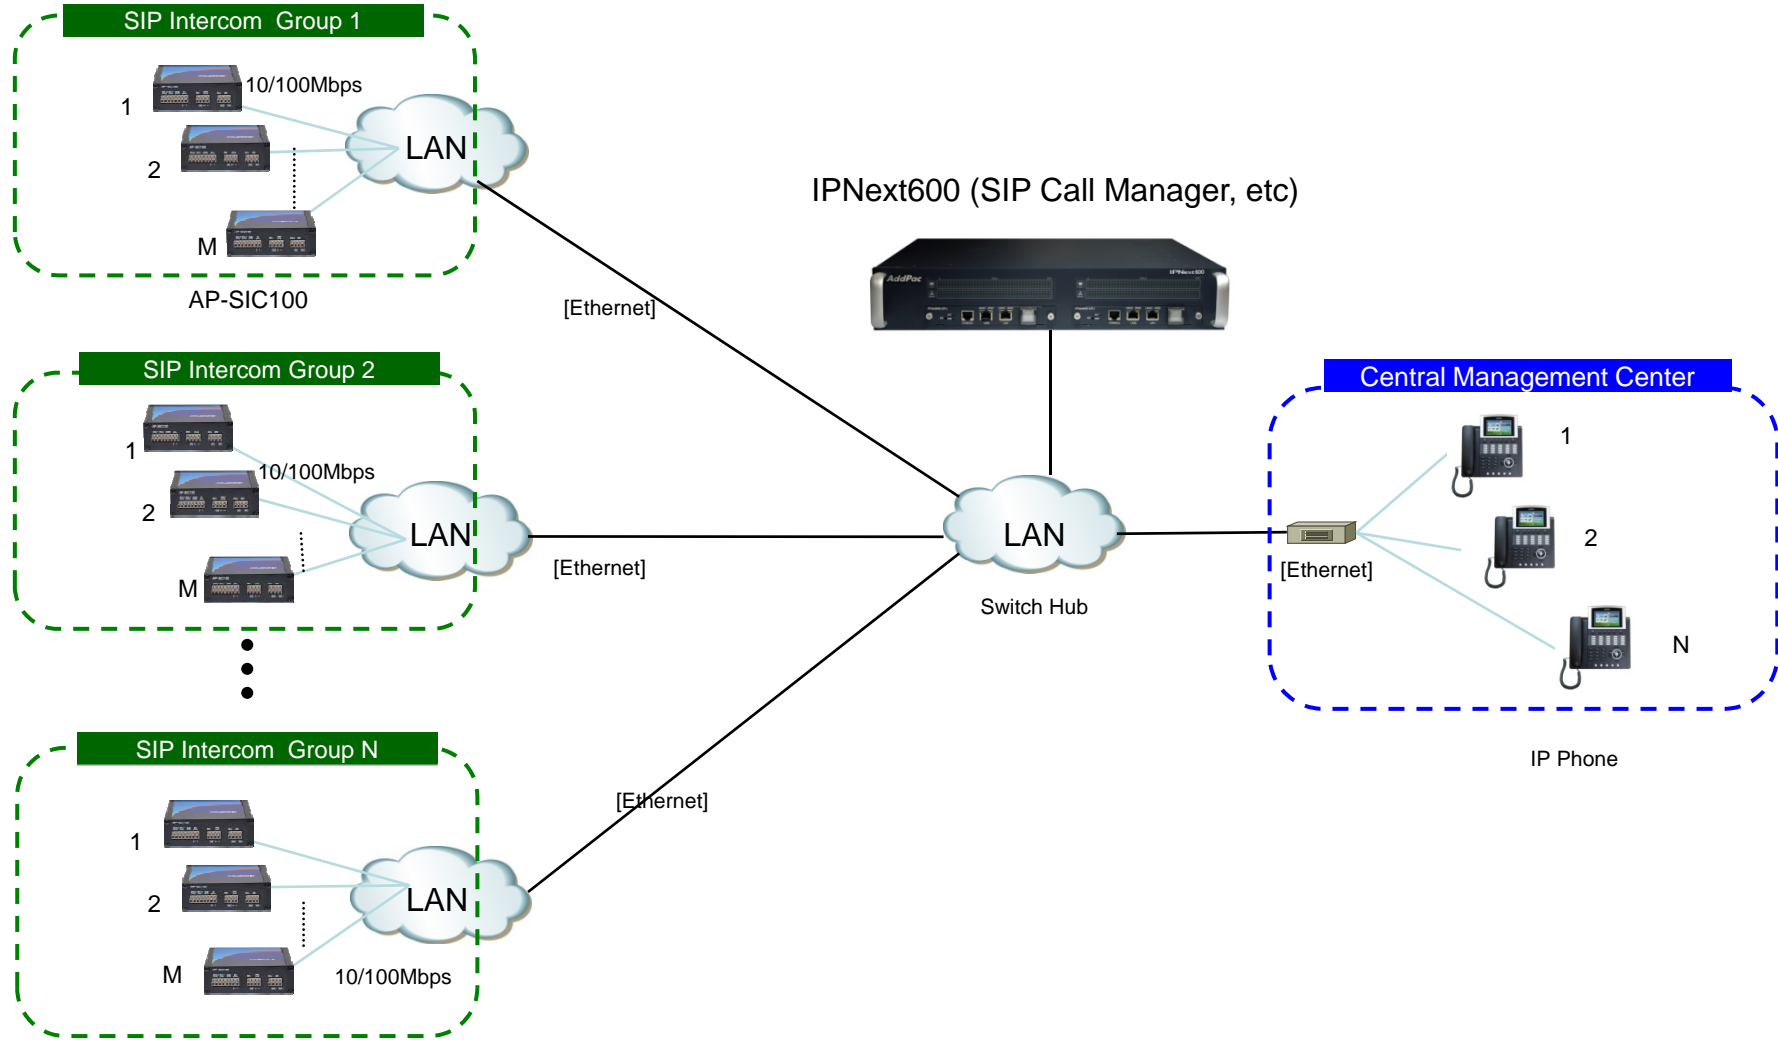 SIP Intercom  Group 1
10/100Mbps
1
2
M
LAN
AP-SIC100
[Ethernet]
IPNext600 (SIP Call Manager, etc)
AddPac
IPNext600
SIP Intercom Group 2
1
10/100Mbps
2
M
LAN
[Ethernet]
LAN
Switch Hub
Central Management Center
1
2
N
[Ethernet]
IP Phone
SIP Intercom  Group N
1
2
M
LAN
10/100Mbps
[Ethernet]